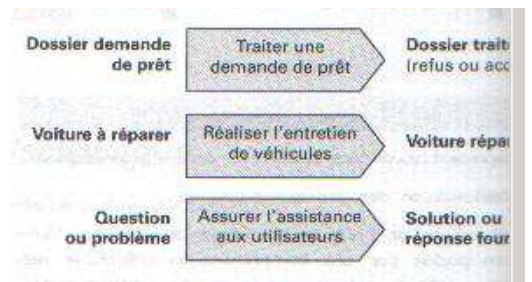 Dossier demande
de prêt
Traiter une
demande de prêt
Dossier trait
(refus ou acc
Voiture à réparer
Réaliser l'entretien
de véhicules
Voiture répar
Question
ou problème
Assurer l'assistance
aux utilisateurs
Solution ou
réponse four